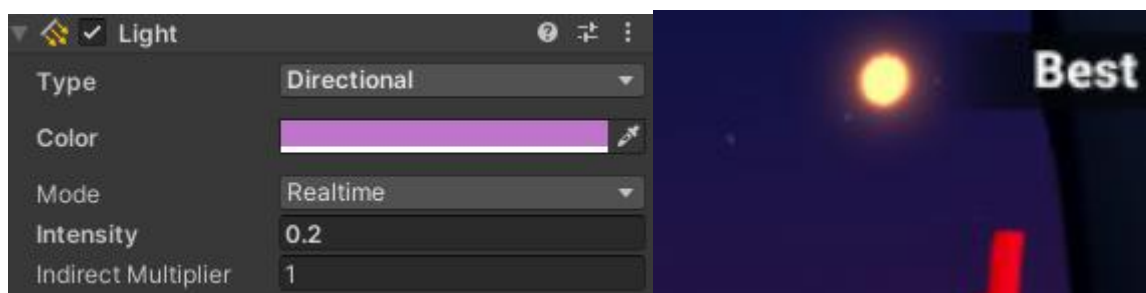 Light
Type Directional
Color
Mode Realtime
Intensity 0.2
Indirect Multiplier 1
Best